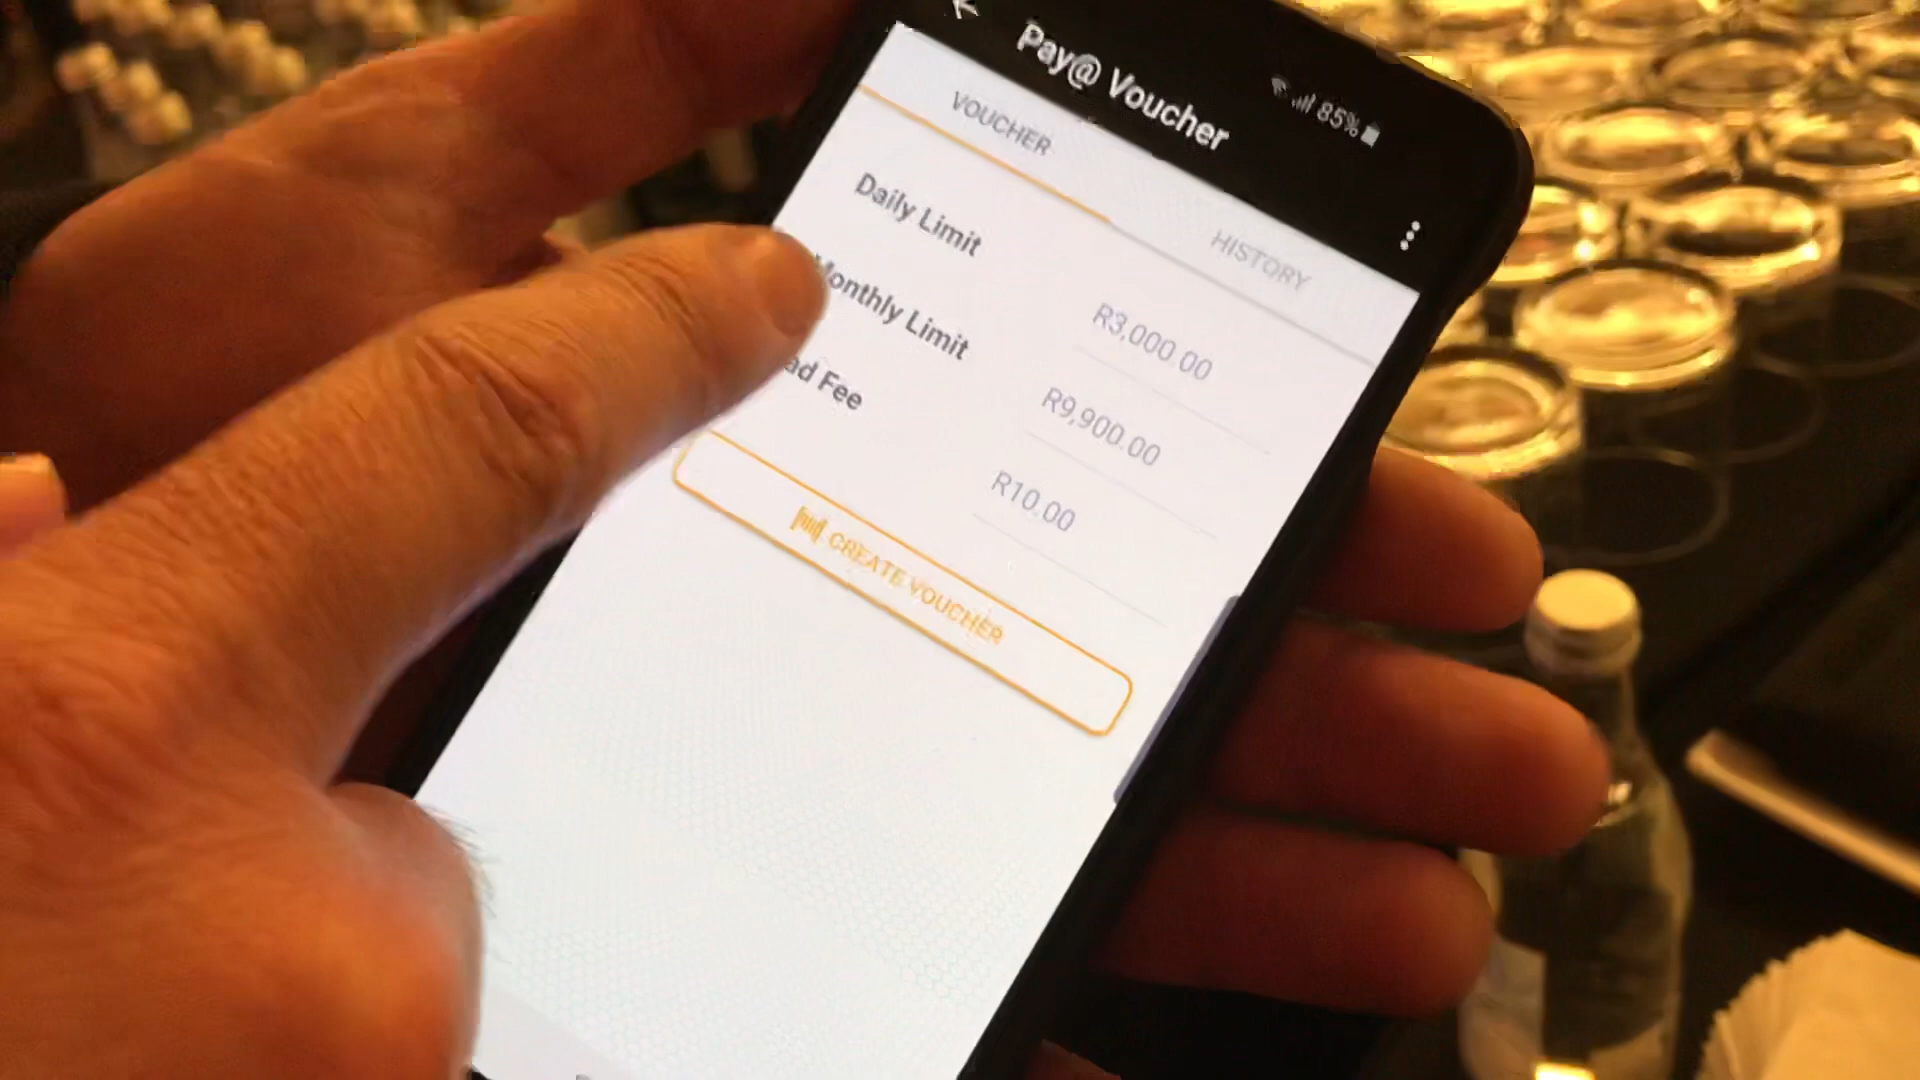 Pay@ Voucher
85%
VOUCHER
HISTORY
Daily Limit
R3,000.00
Monthly Limit
R9,900.00
ad Fee
R10.00
CREATE VOUCHER